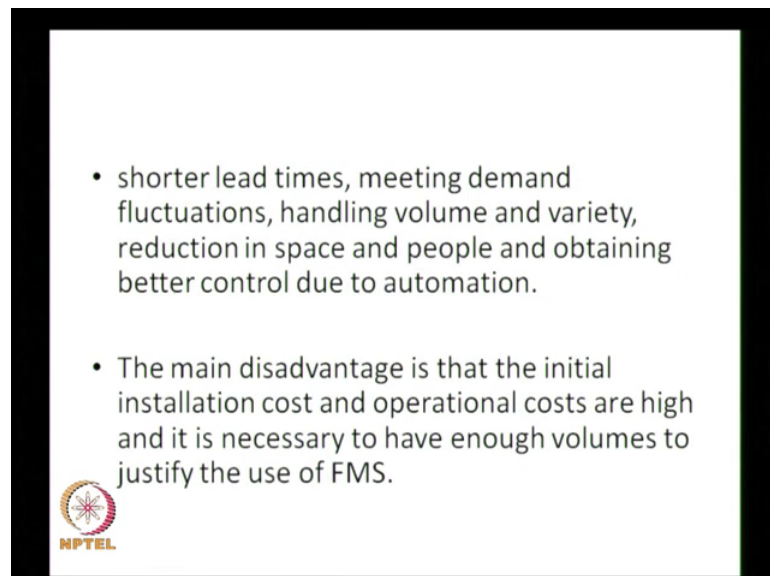 • shorter lead times, meeting demand
fluctuations, handling volume and variety,
reduction in space and people and obtaining
better control due to automation.
• The main disadvantage is that the initial
installation cost and operational costs are high
and it is necessary to have enough volumes to
justify the use of FMS.
NPTEL